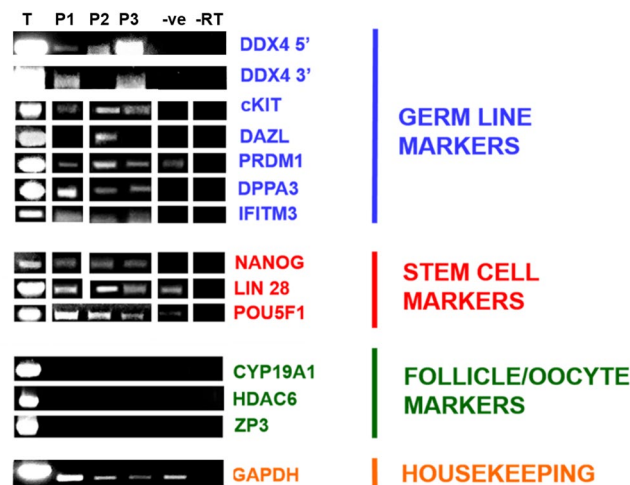 T P1 P2 P3 -ve -RT
DDX4 5’
DDX4 3’
cKIT
DAZL
PRDM1
DPPA3
IFITM3
GERM LINE
MARKERS
NANOG
LIN 28
POU5F1
STEM CELL
MARKERS
CYP19A1
HDAC6
ZP3
FOLLICLE/OOCYTE
MARKERS
GAPDH
HOUSEKEEPING